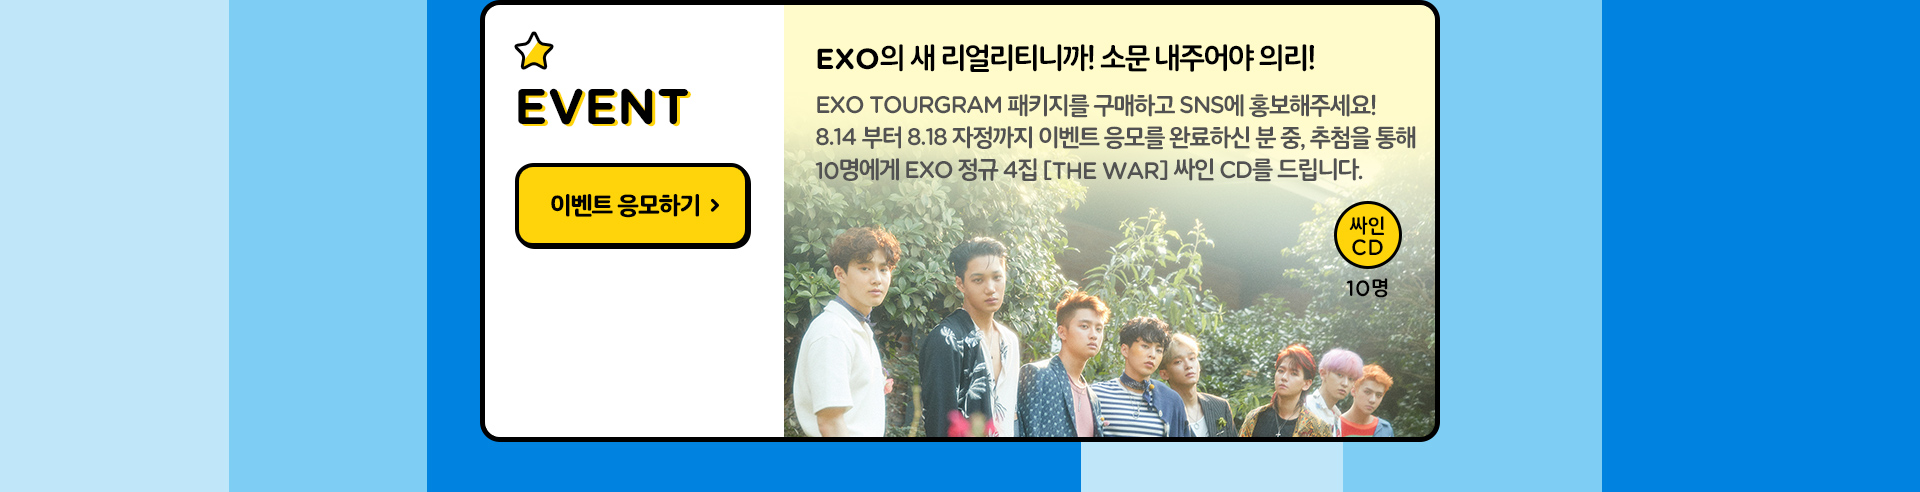 EVENT
이벤트 응모하기 >
EXO의 새 리얼리티니까! 소문 내주어야 의리!
EXO TOURGRAM 패키지를 구매하고 SNS에 홍보해주세요!
8.14 부터 8.18 자정까지 이벤트 응모를 완료하신 분 중, 추첨을 통해
10명에게 EXO 정규 4집 [THE WAR] 싸인 CD를 드립니다.
싸인
CD
10명